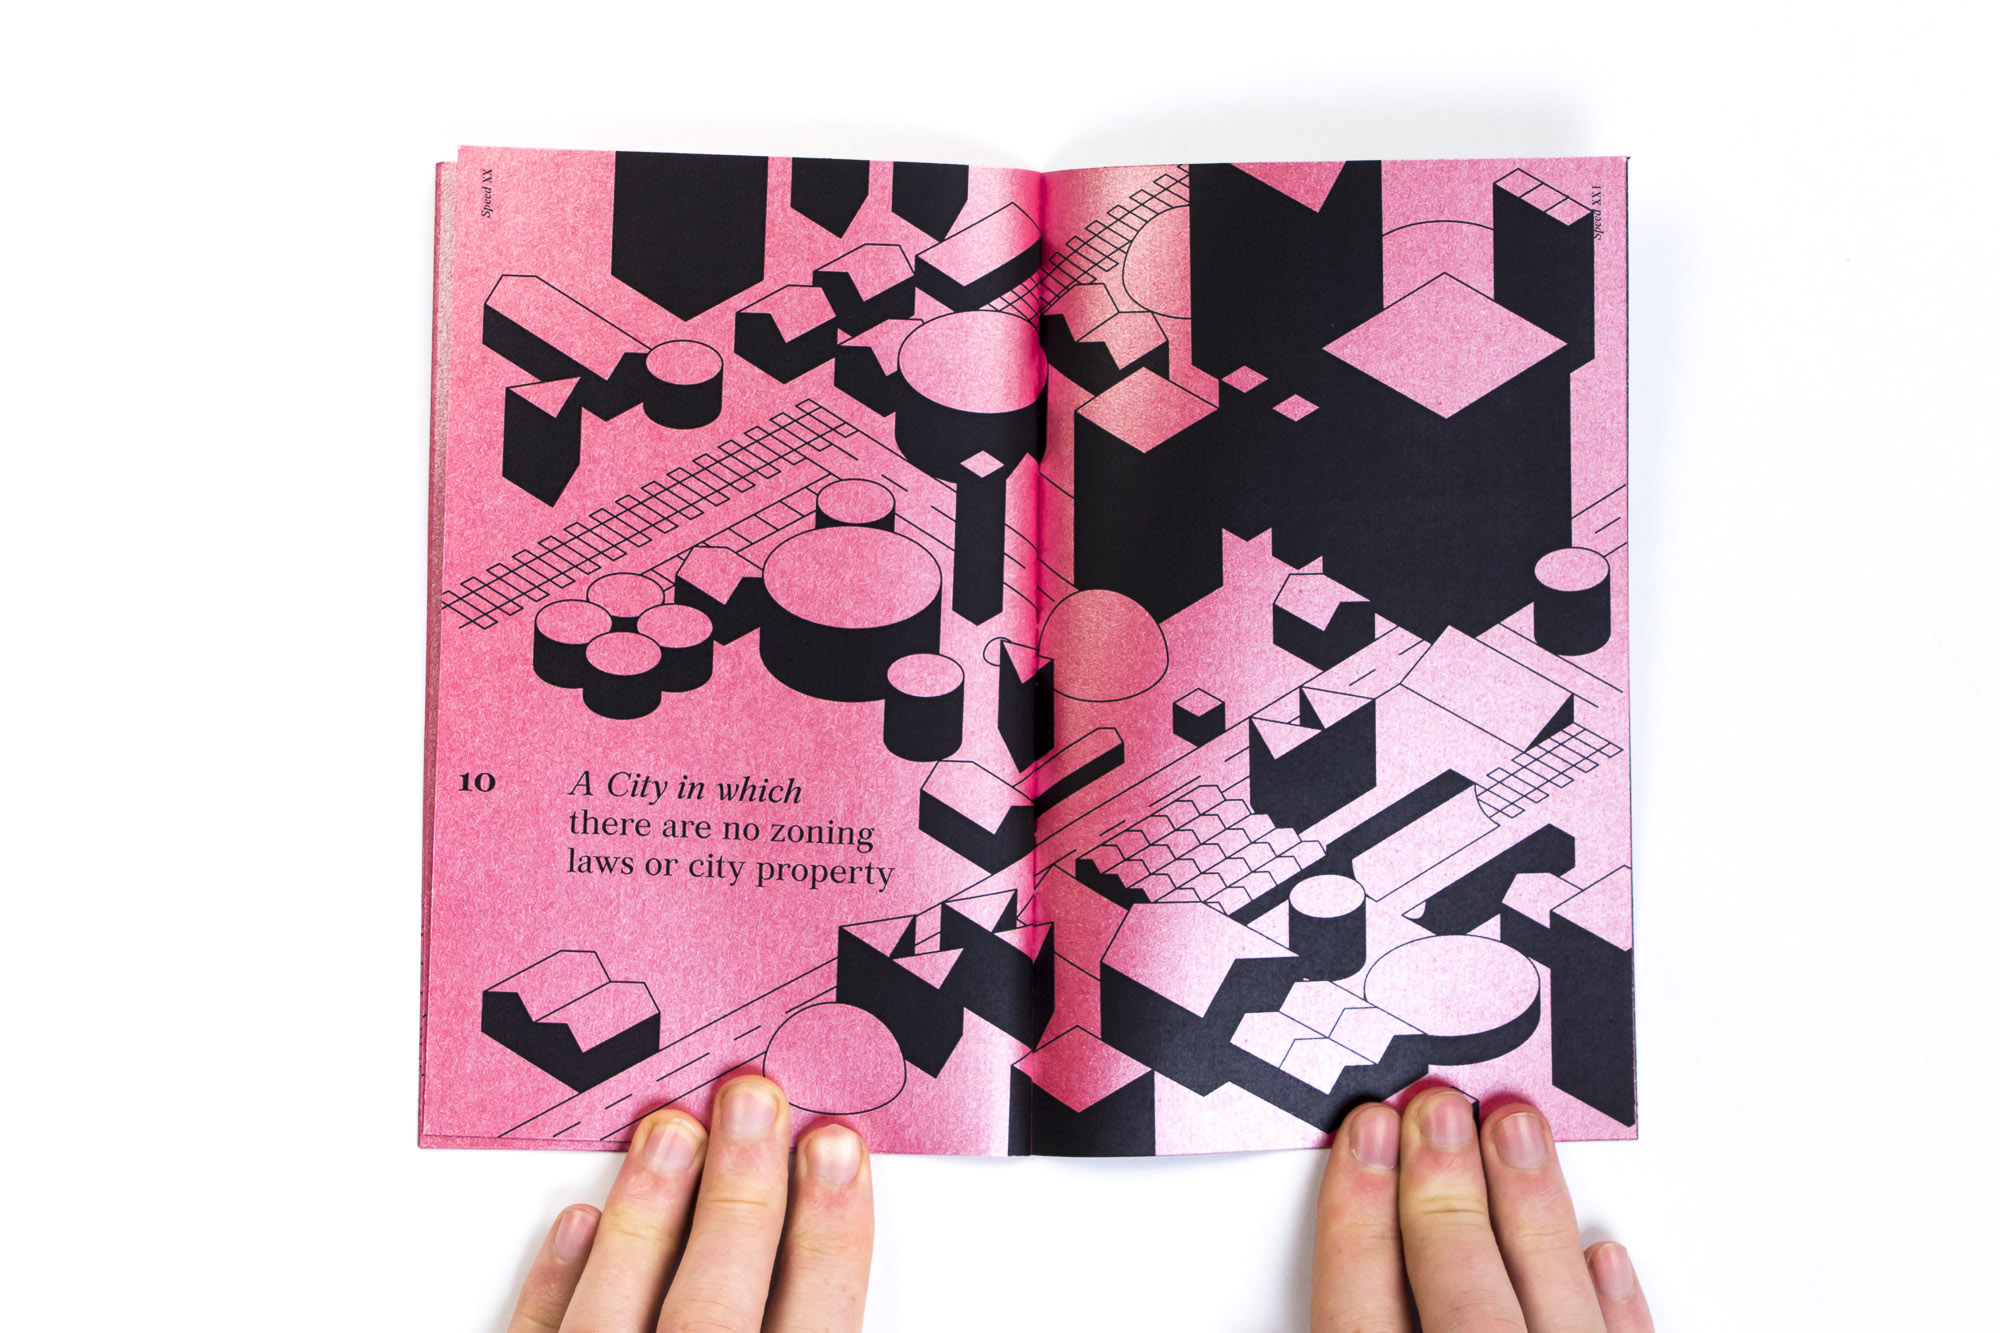 Speed XX
Speed XXI
10
A City in which
there are no zoning
laws or city property